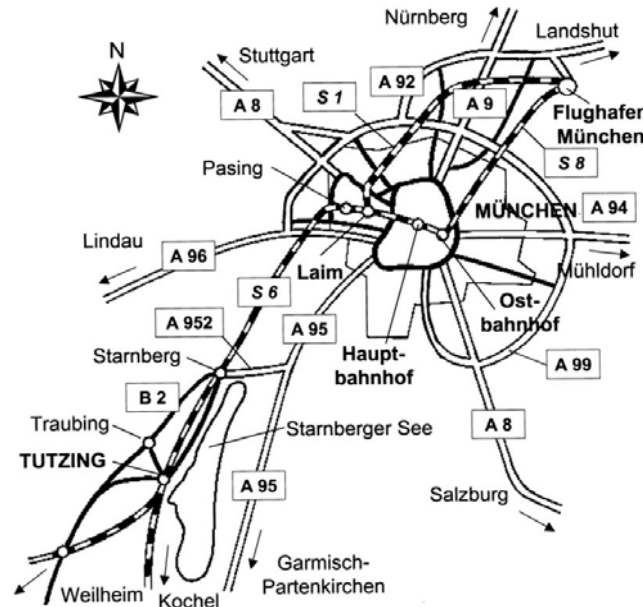 Nürnberg
Landshut
N
Stuttgart
A 92
S 1
A 9
A 8
Flughafen
München
S 8
Pasing
MÜNCHEN
A 94
Lindau
A 96
Laim
Mühldorf
S 6
Ost-
bahnhof
A 952
A 95
Haupt-
bahnhof
Starnberg
A 99
B 2
Traubing
Starnberger See
A 8
TUTZING
A 95
Salzburg
Garmisch-
Partenkirchen
Weilheim
Kochel